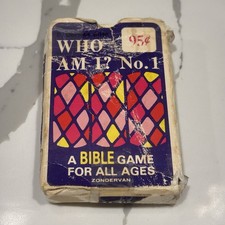 WHO
95¢
AM I? No.1
A BIBLE GAME
FOR ALL AGES
ZONDERVAN